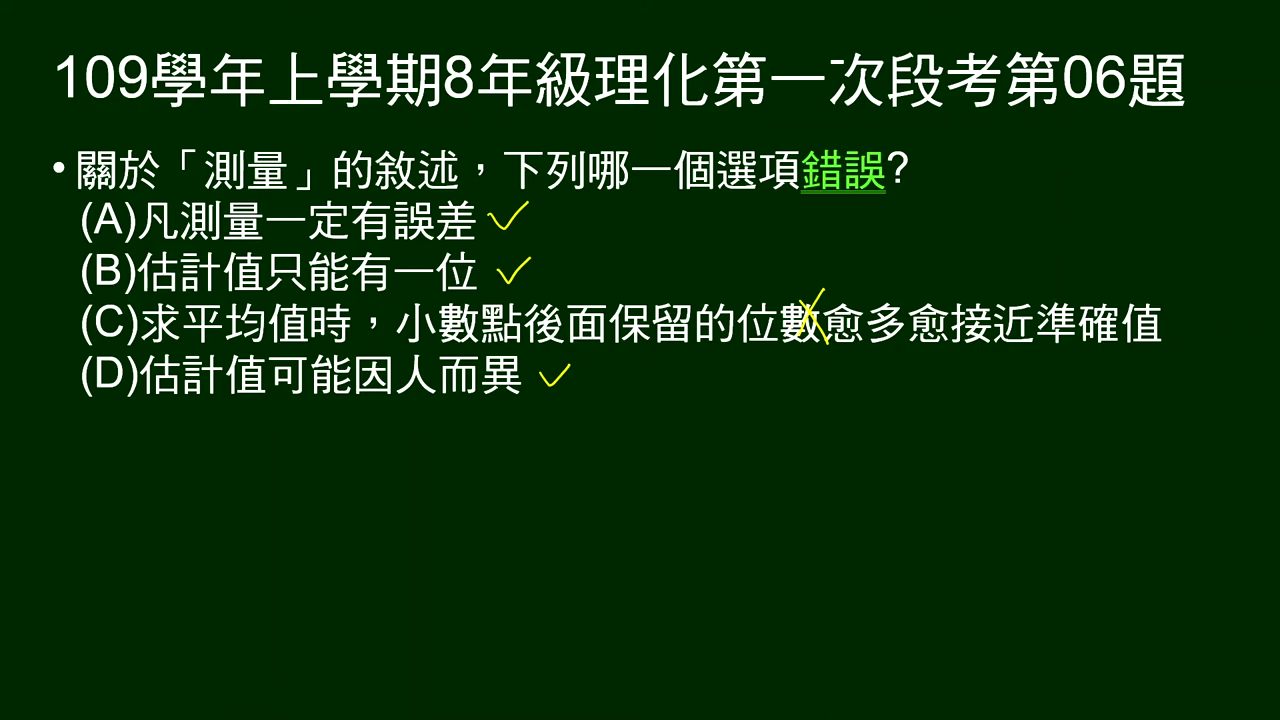 109學年上學期8年級理化第一次段考第06題
•關於「測量」的敘述，下列哪一個選項錯誤?
(A)凡測量一定有誤差
(B)估計值只能有一位
(C)求平均值時，小數點後面保留的位數愈多愈接近準確值
(D)估計值可能因人而異